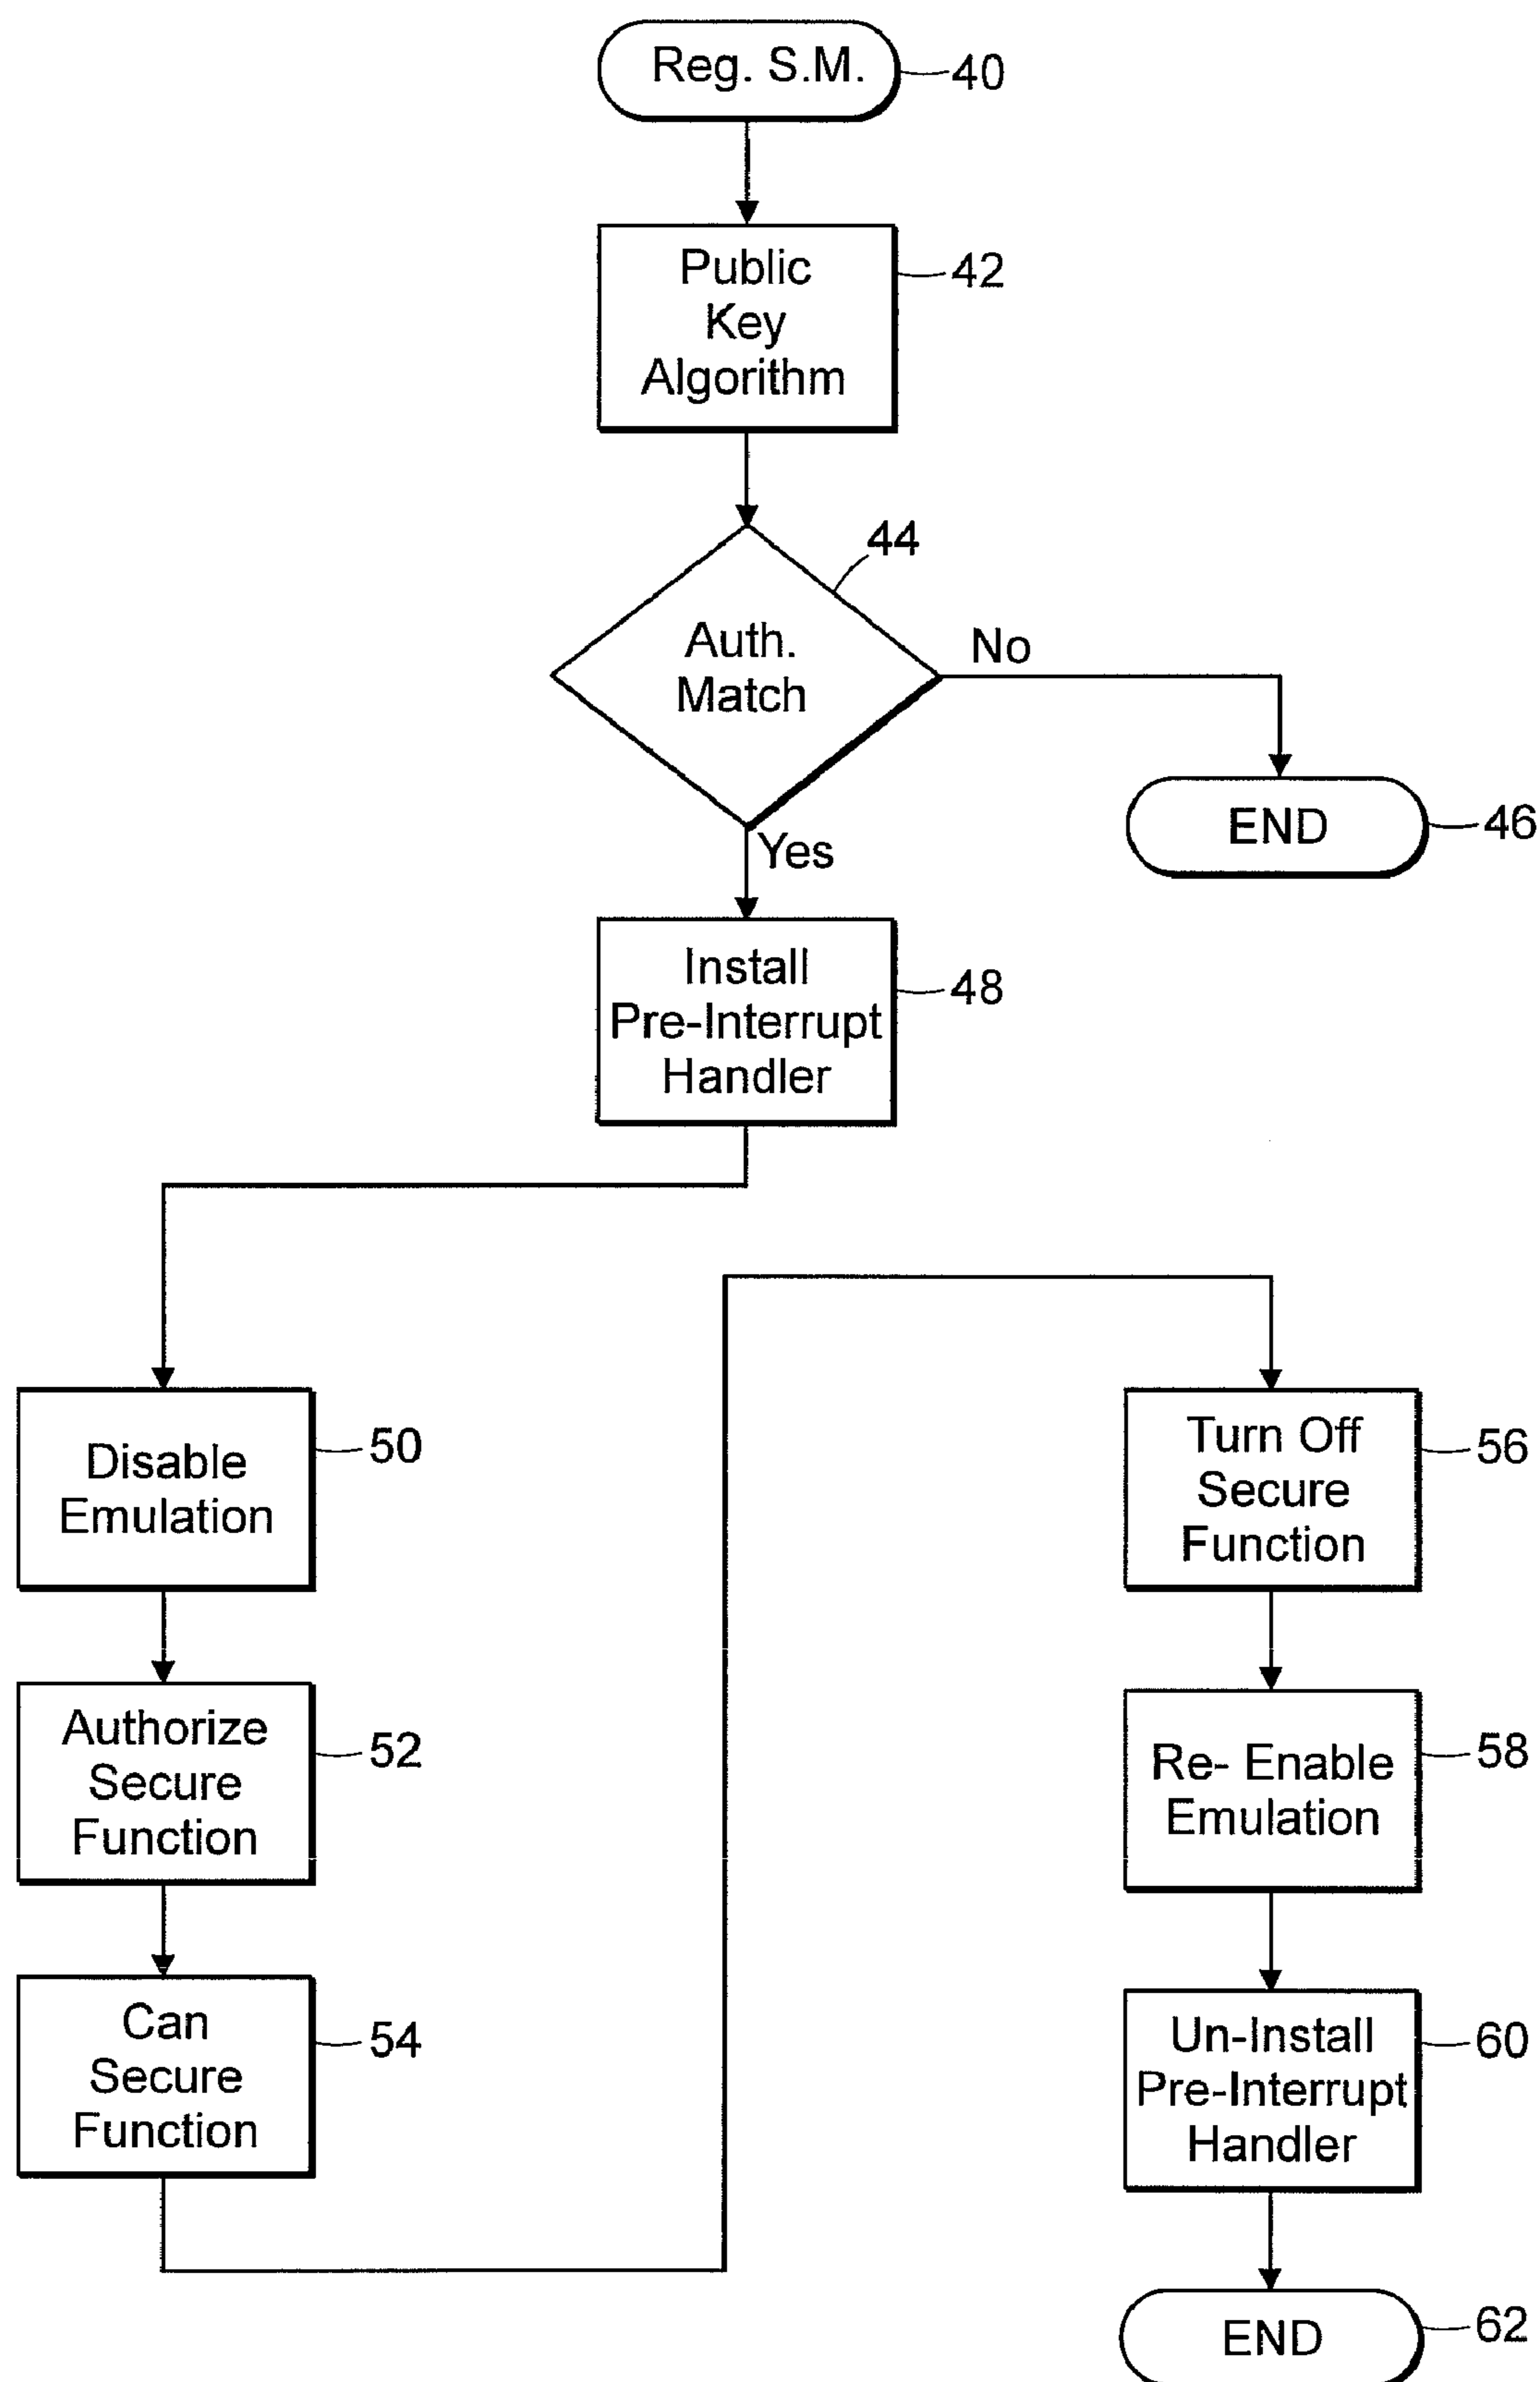 Reg. S.M.
40
Public
Key
Algorithm
42
44
Auth.
Match
No
END
46
Yes
Install
Pre-Interrupt
Handler
48
Disable
Emulation
50
Authorize
Secure
Function
52
Can
Secure
Function
54
Turn Off
Secure
Function
56
Re- Enable
Emulation
58
Un-Install
Pre-Interrupt
Handler
60
END
62